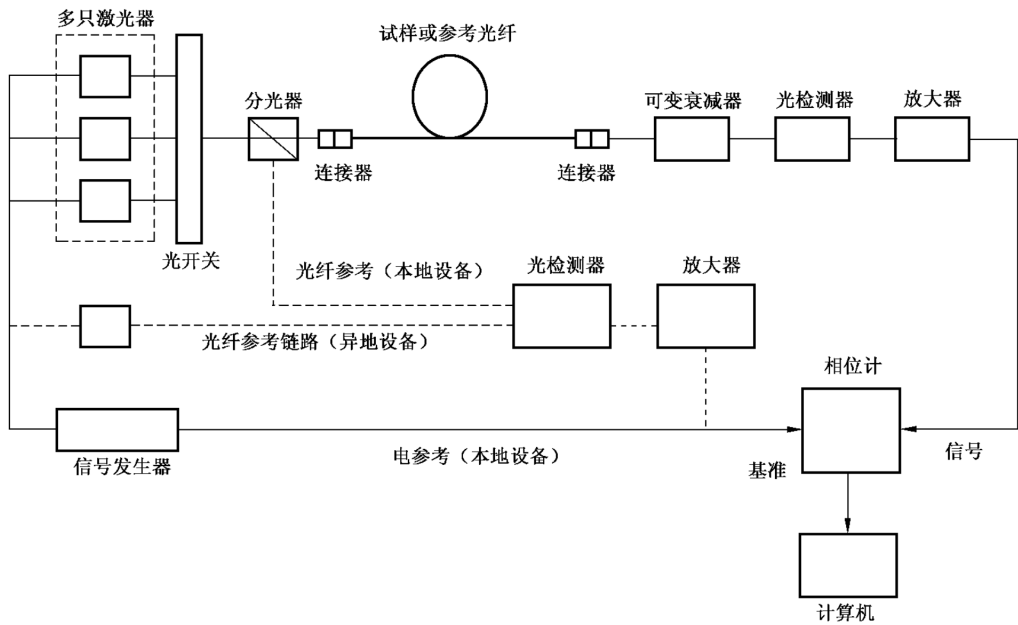 多只激光器
试样或参考光纤
分光器
可变衰减器
光检测器
放大器
连接器
连接器
光开关
光纤参考（本地设备）
光检测器
放大器
光纤参考链路（异地设备）
相位计
信号发生器
电参考（本地设备）
基准
信号
计算机